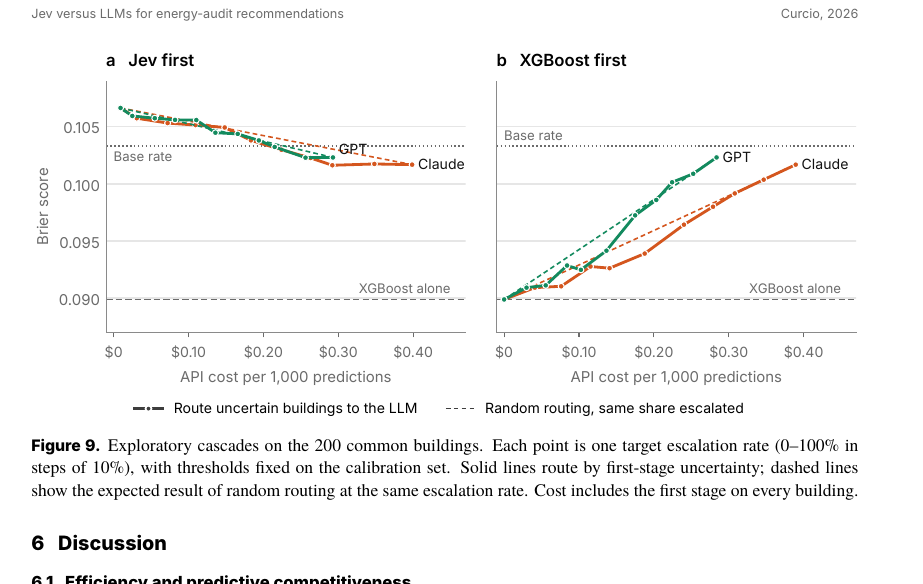 Jev versus LLMs for energy-audit recommendations
Curcio, 2026
a Jev first
b XGBoost first
Brier score
0.105
0.100
0.095
0.090
Base rate
GPT
Claude
XGBoost alone
$0
$0.10
$0.20
$0.30
$0.40
API cost per 1,000 predictions
Base rate
GPT
Claude
XGBoost alone
$0
$0.10
$0.20
$0.30
$0.40
API cost per 1,000 predictions
Route uncertain buildings to the LLM
Random routing, same share escalated
Figure 9. Exploratory cascades on the 200 common buildings. Each point is one target escalation rate (0–100% in
steps of 10%), with thresholds fixed on the calibration set. Solid lines route by first-stage uncertainty; dashed lines
show the expected result of random routing at the same escalation rate. Cost includes the first stage on every building.
6 Discussion
6.1 Efficiency and predictive competitiveness